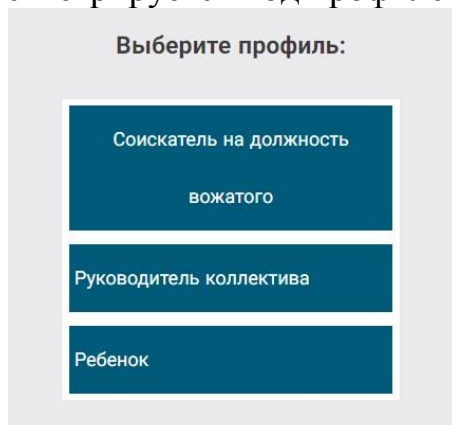 Выберите профиль:
Соискатель на должность
вожатого
Руководитель коллектива
Ребенок